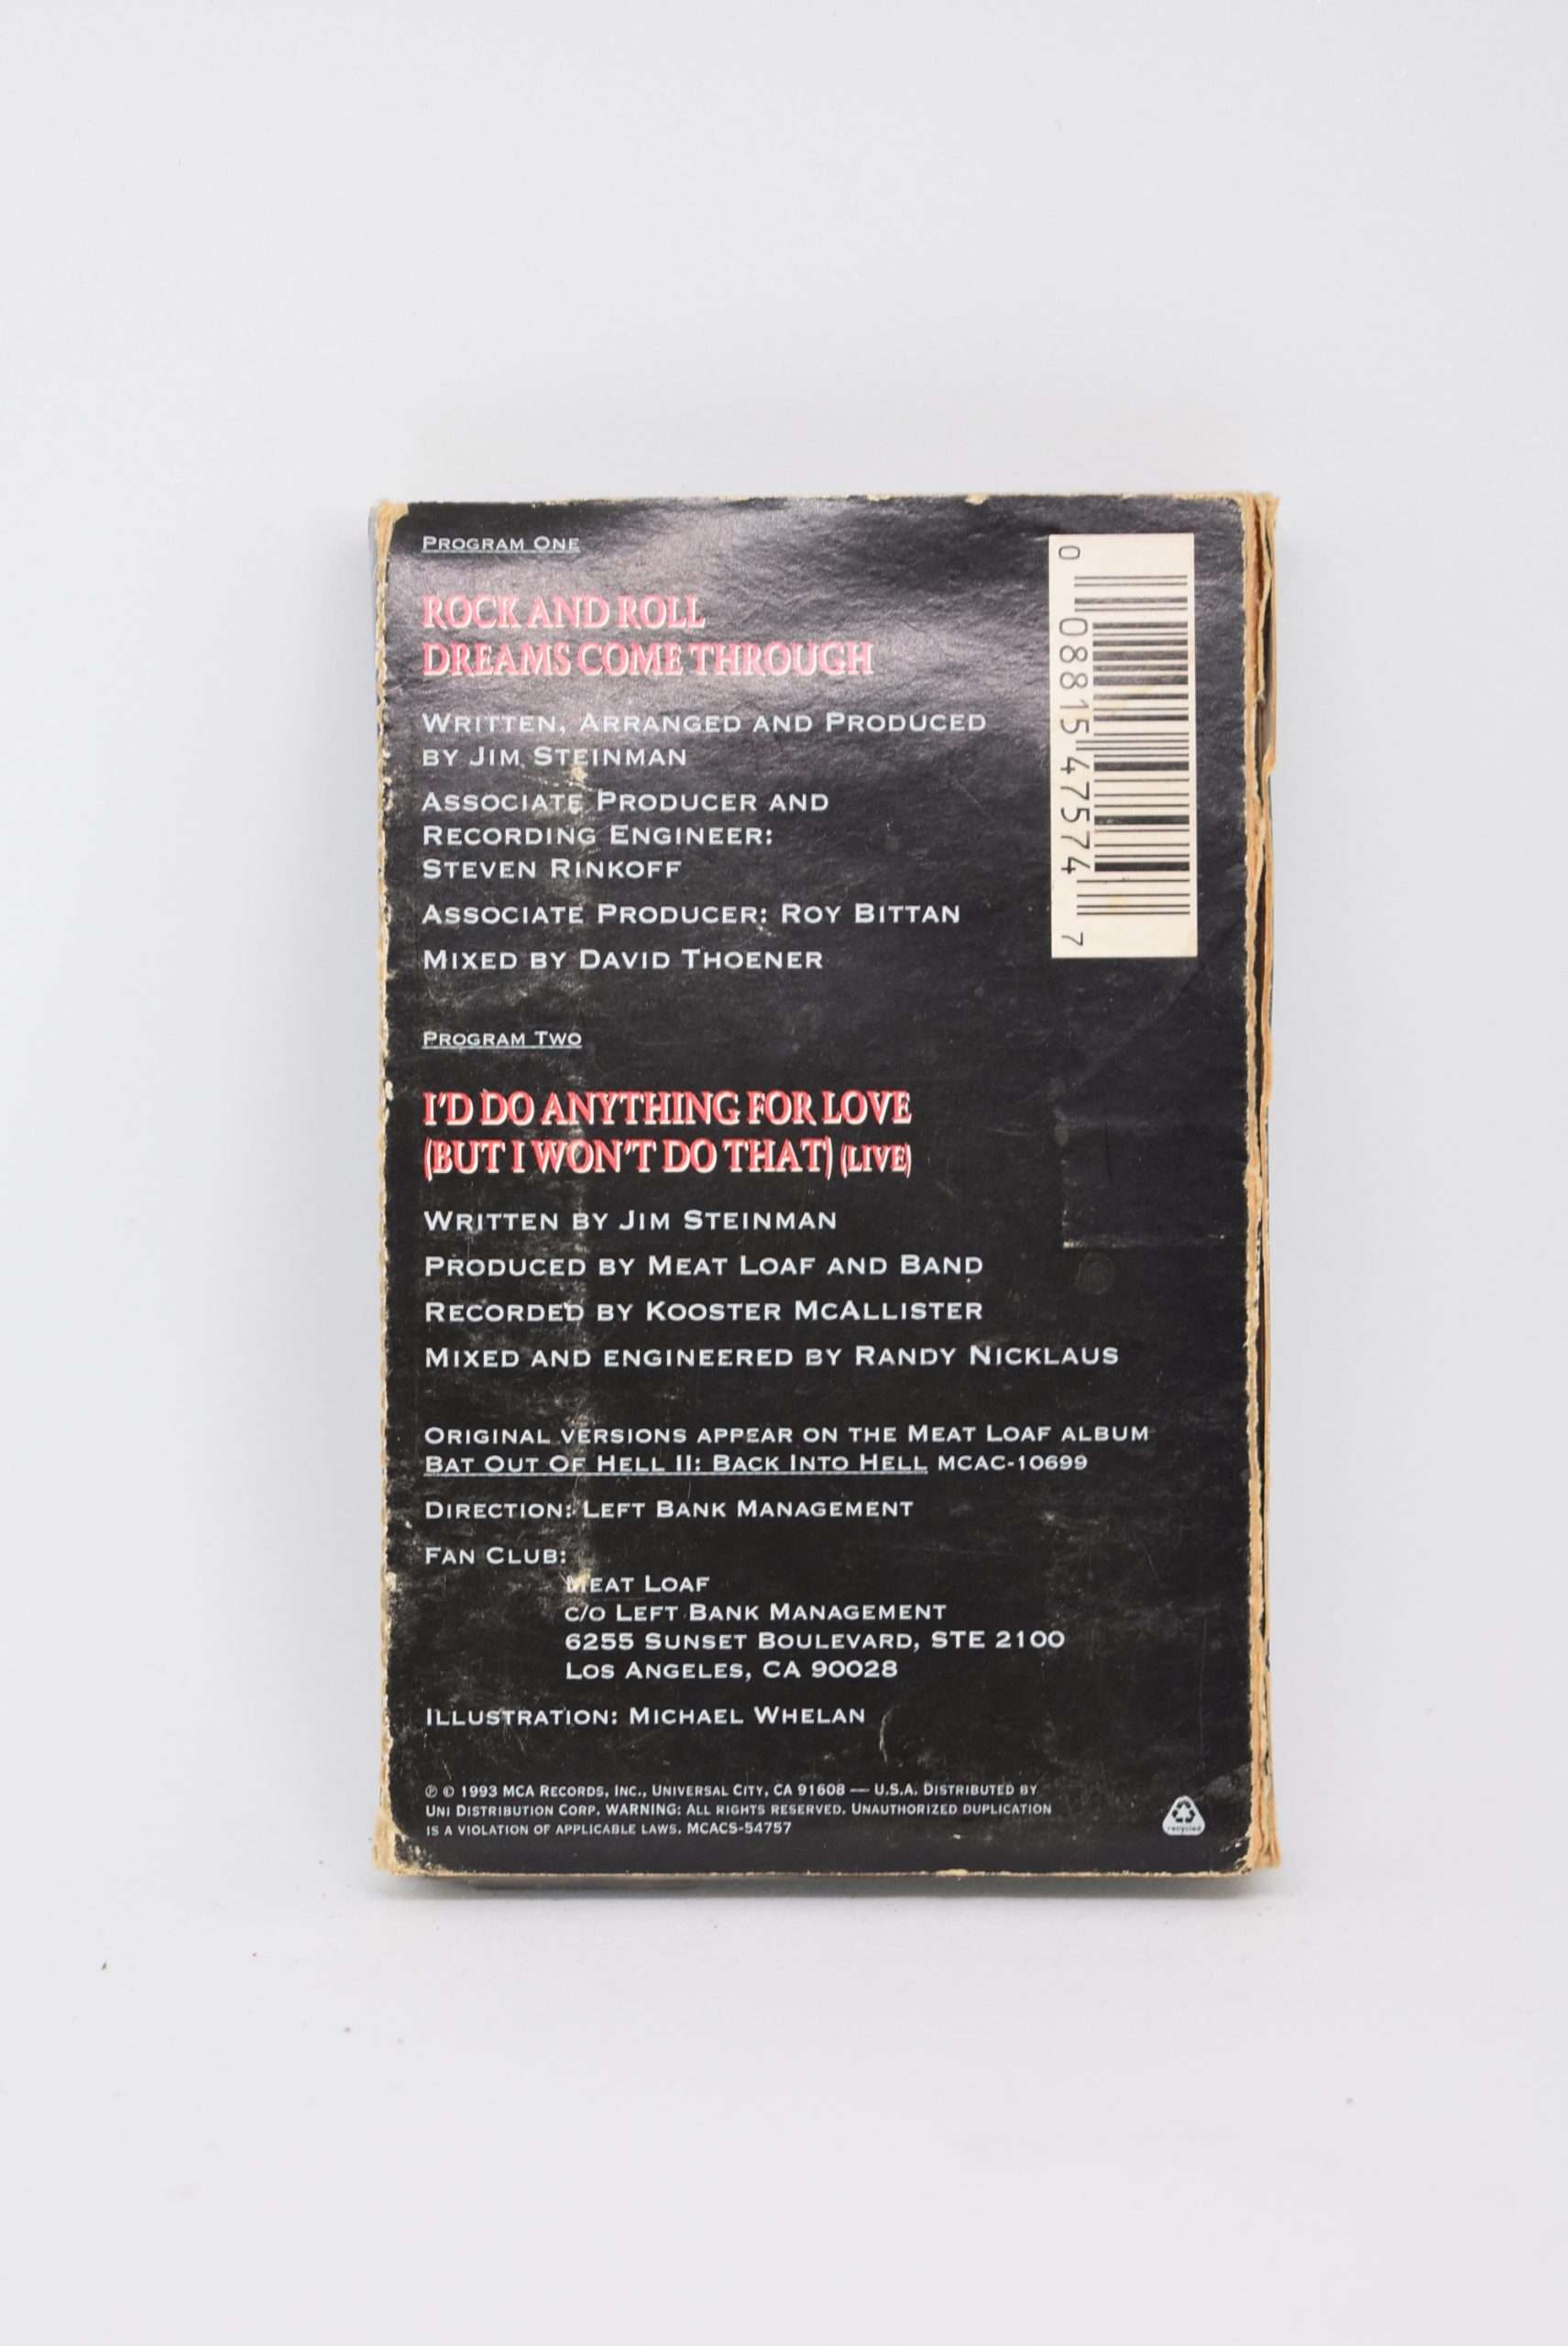 PROGRAM ONE
ROCK AND ROLL
DREAMS COME THROUGH
WRITTEN, ARRANGED AND PRODUCED
BY JIM STEINMAN
ASSOCIATE PRODUCER AND
RECORDING ENGINEER:
STEVEN RINKOFF
ASSOCIATE PRODUCER: ROY BITTAN
MIXED BY DAVID THOENER
0 08815 47574 7
PROGRAM TWO
I'D DO ANYTHING FOR LOVE
(BUT I WON'T DO THAT) (LIVE)
WRITTEN BY JIM STEINMAN
PRODUCED BY MEAT LOAF AND BAND
RECORDED BY KOOSTER MCALLISTER
MIXED AND ENGINEERED BY RANDY NICKLAUS
ORIGINAL VERSIONS APPEAR ON THE MEAT LOAF ALBUM
BAT OUT OF HELL II: BACK INTO HELL MCAC-10699
DIRECTION: LEFT BANK MANAGEMENT
FAN CLUB:
MEAT LOAF
C/O LEFT BANK MANAGEMENT
6255 SUNSET BOULEVARD, STE 2100
LOS ANGELES, CA 90028
ILLUSTRATION: MICHAEL WHELAN
℗ © 1993 MCA RECORDS, INC., UNIVERSAL CITY, CA 91608 — U.S.A. DISTRIBUTED BY
UNI DISTRIBUTION CORP. WARNING: ALL RIGHTS RESERVED. UNAUTHORIZED DUPLICATION
IS A VIOLATION OF APPLICABLE LAWS. MCACS-54757
recycled